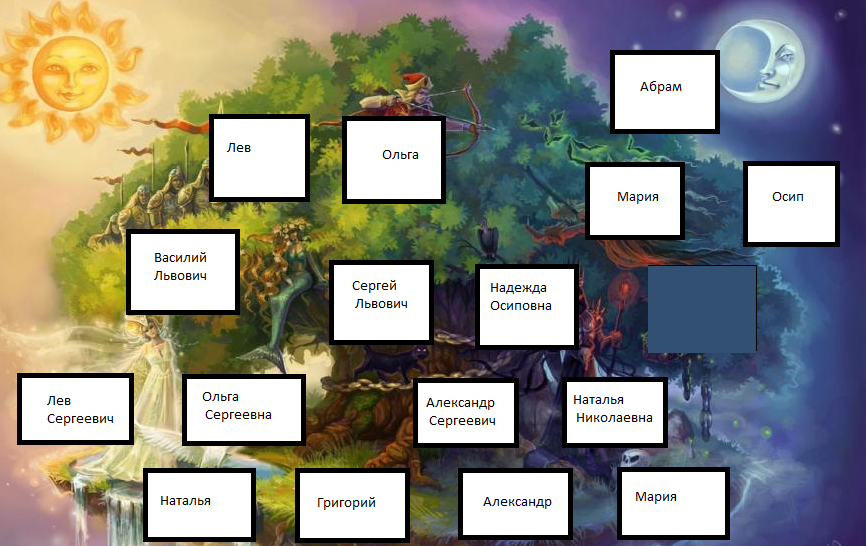 Абрам
Лев
Ольга
Мария
Осип
Василий
Львович
Сергей
Львович
Надежда
Осиповна
Лев
Сергеевич
Ольга
Сергеевна
Александр
Сергеевич
Наталья
Николаевна
Наталья
Григорий
Александр
Мария